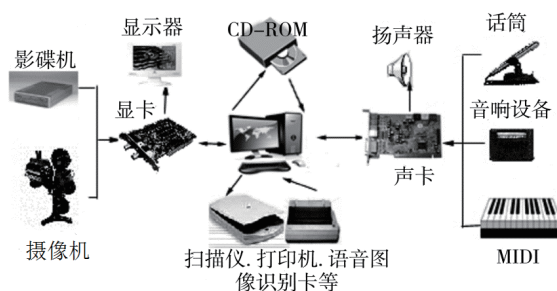 显示器
CD-ROM
扬声器
话筒
影碟机
显卡
音响设备
声卡
摄像机
扫描仪.打印机.语音图
像识别卡等
MIDI